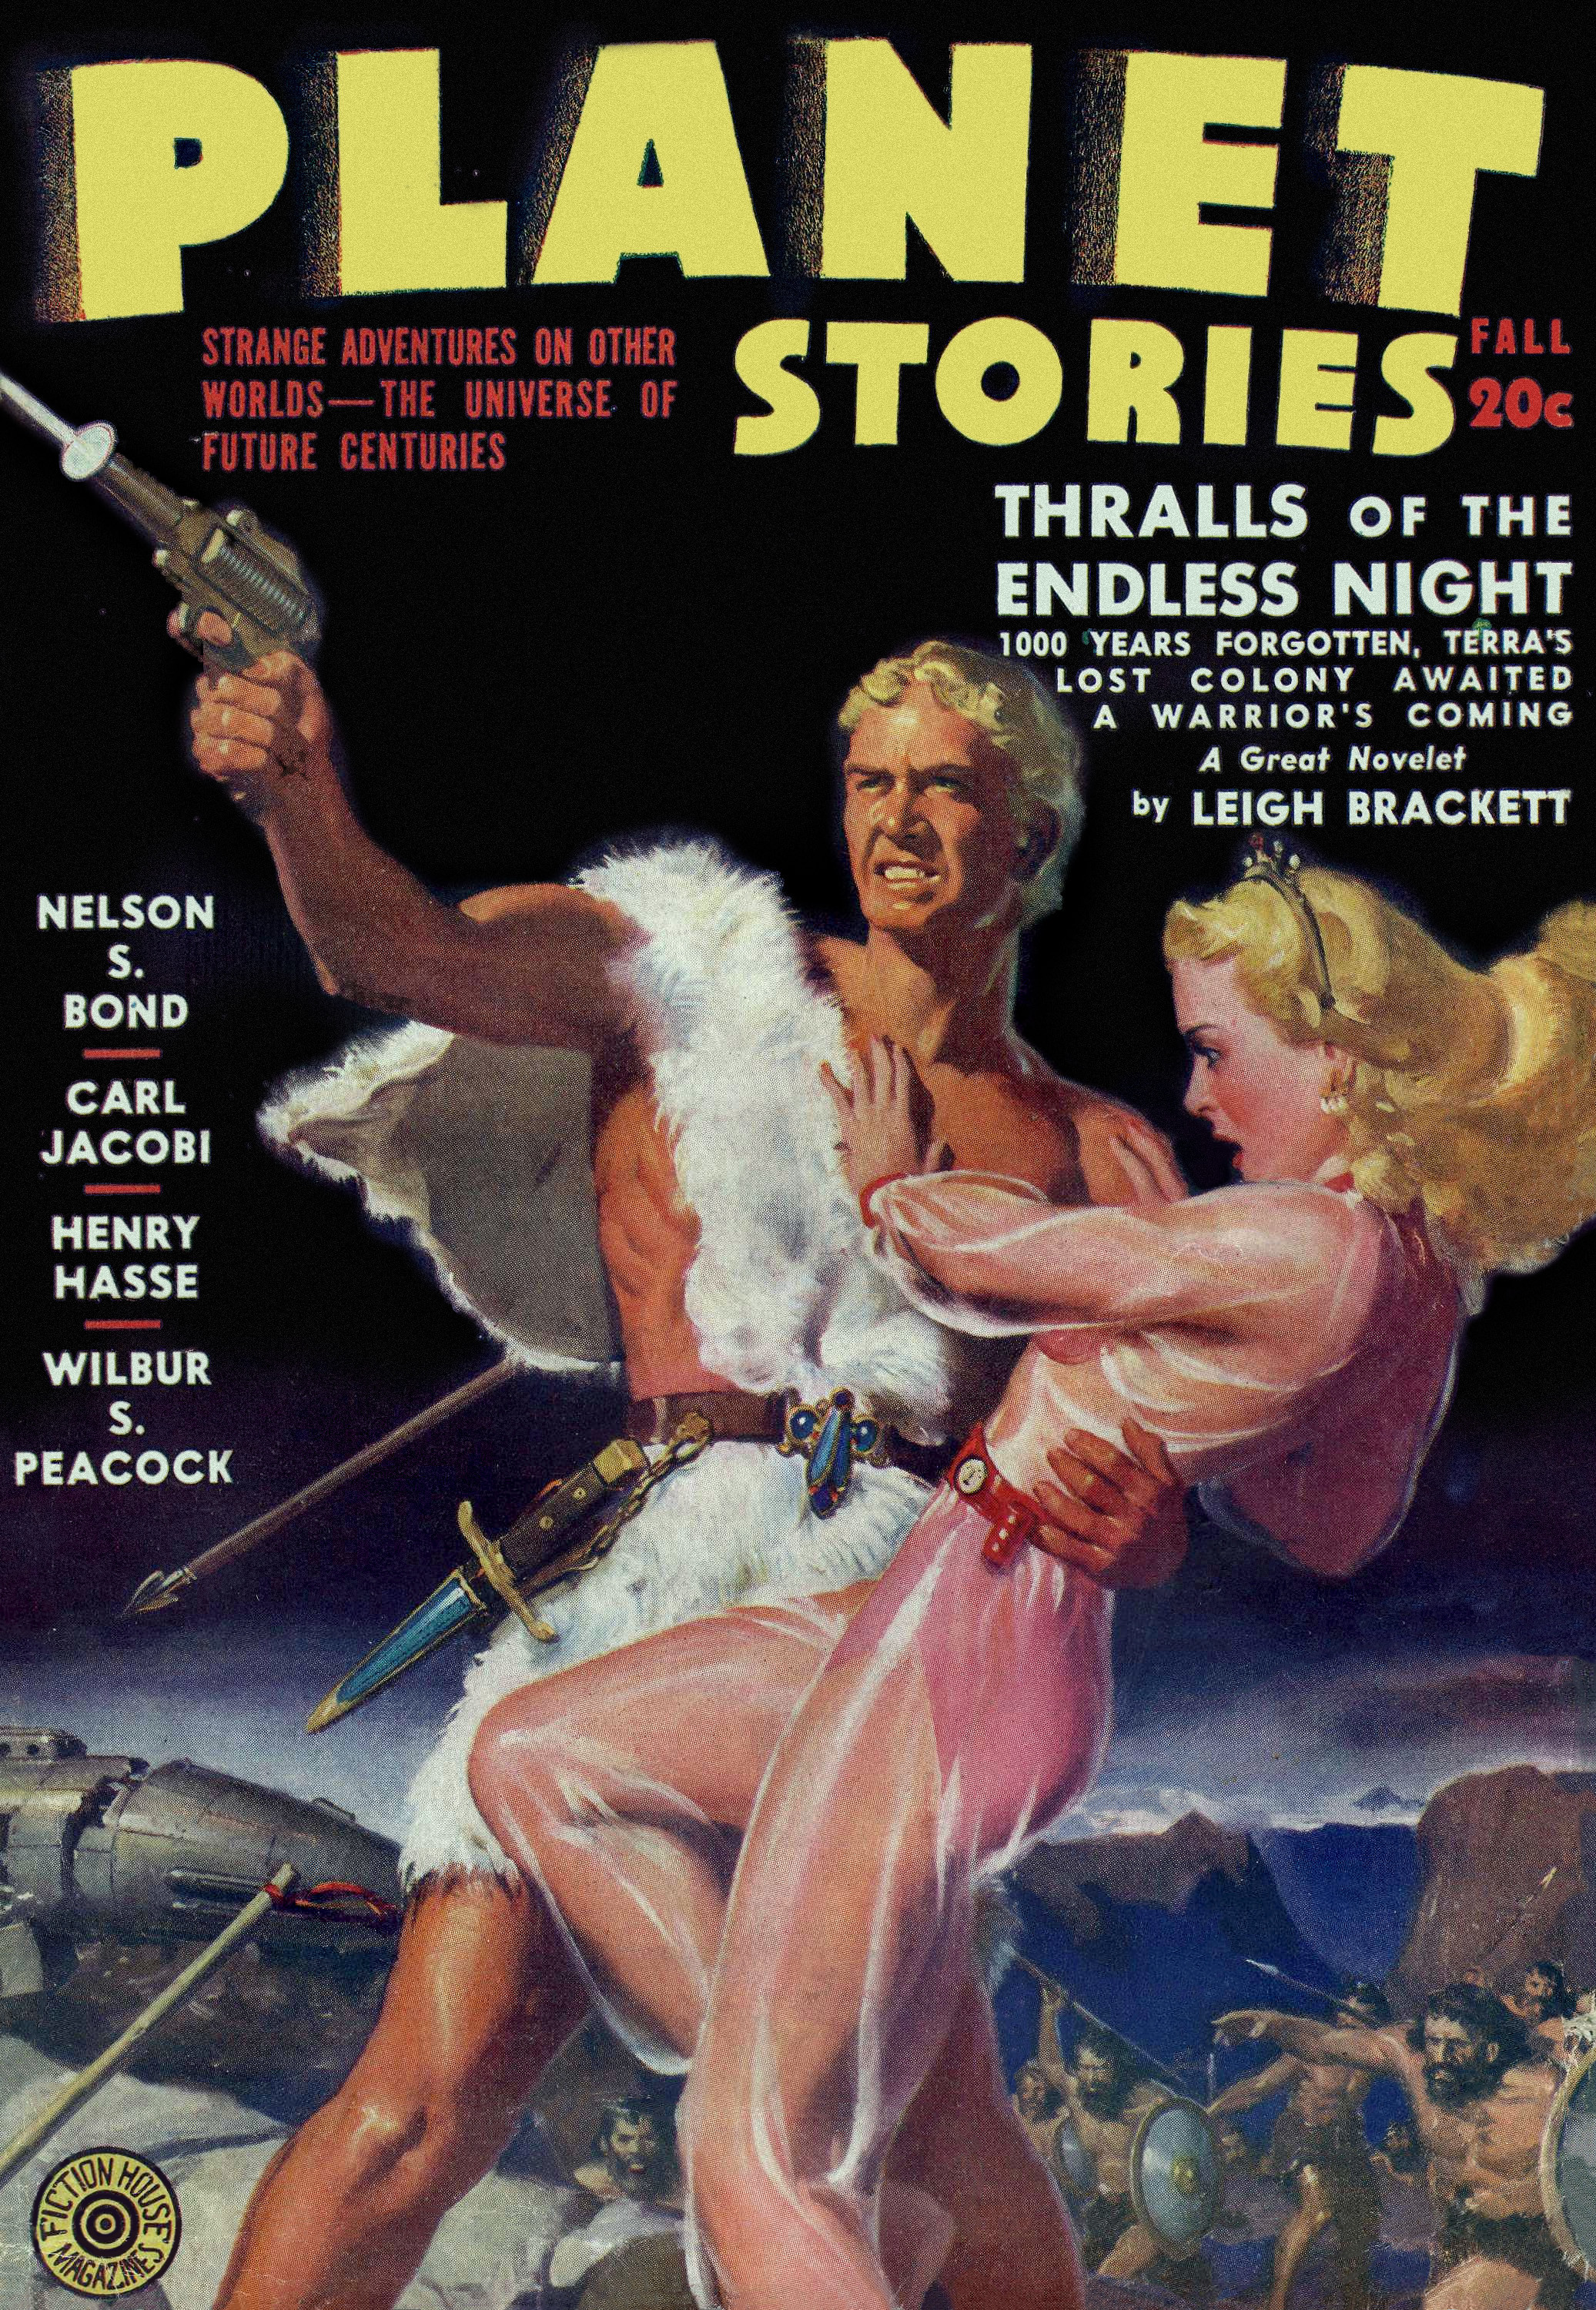 PLANET
STORIES
STRANGE ADVENTURES ON OTHER
WORLDS—THE UNIVERSE OF
FUTURE CENTURIES
FALL
20c
THRALLS OF THE
ENDLESS NIGHT
1000 YEARS FORGOTTEN, TERRA'S
LOST COLONY AWAITED
A WARRIOR'S COMING
A Great Novelet
by LEIGH BRACKETT
NELSON
S.
BOND
CARL
JACOBI
HENRY
HASSE
WILBUR
S.
PEACOCK
FICTION HOUSE
MAGAZINES